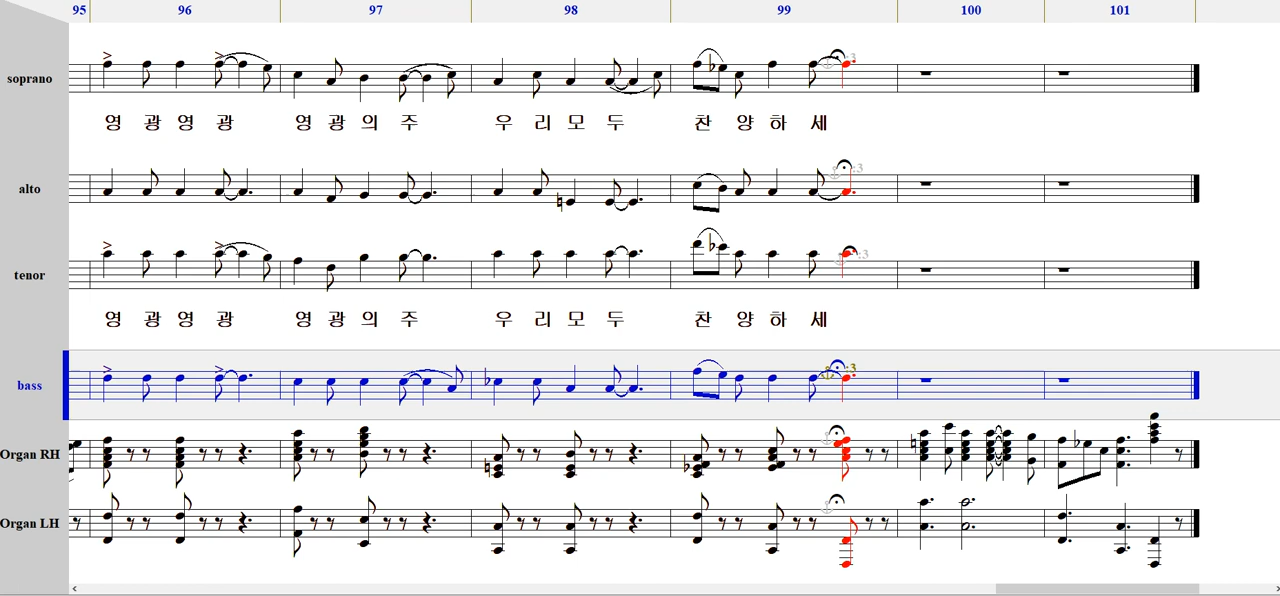 95 96 97 98 99 100 101
soprano
영 광 영 광 영 광 의 주 우 리 모 두 찬 양 하 세
alto
tenor
영 광 영 광 영 광 의 주 우 리 모 두 찬 양 하 세
bass
Organ RH
Organ LH